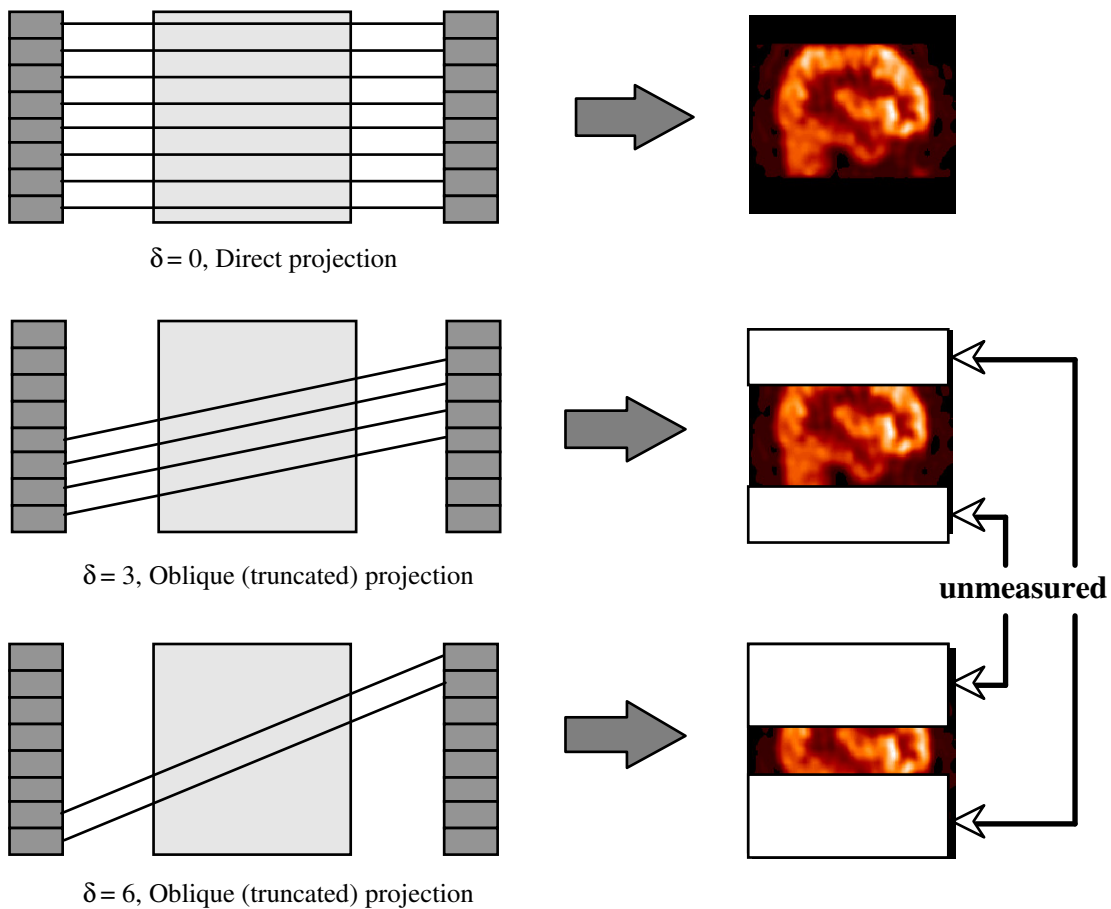 δ = 0, Direct projection
δ = 3, Oblique (truncated) projection
unmeasured
δ = 6, Oblique (truncated) projection